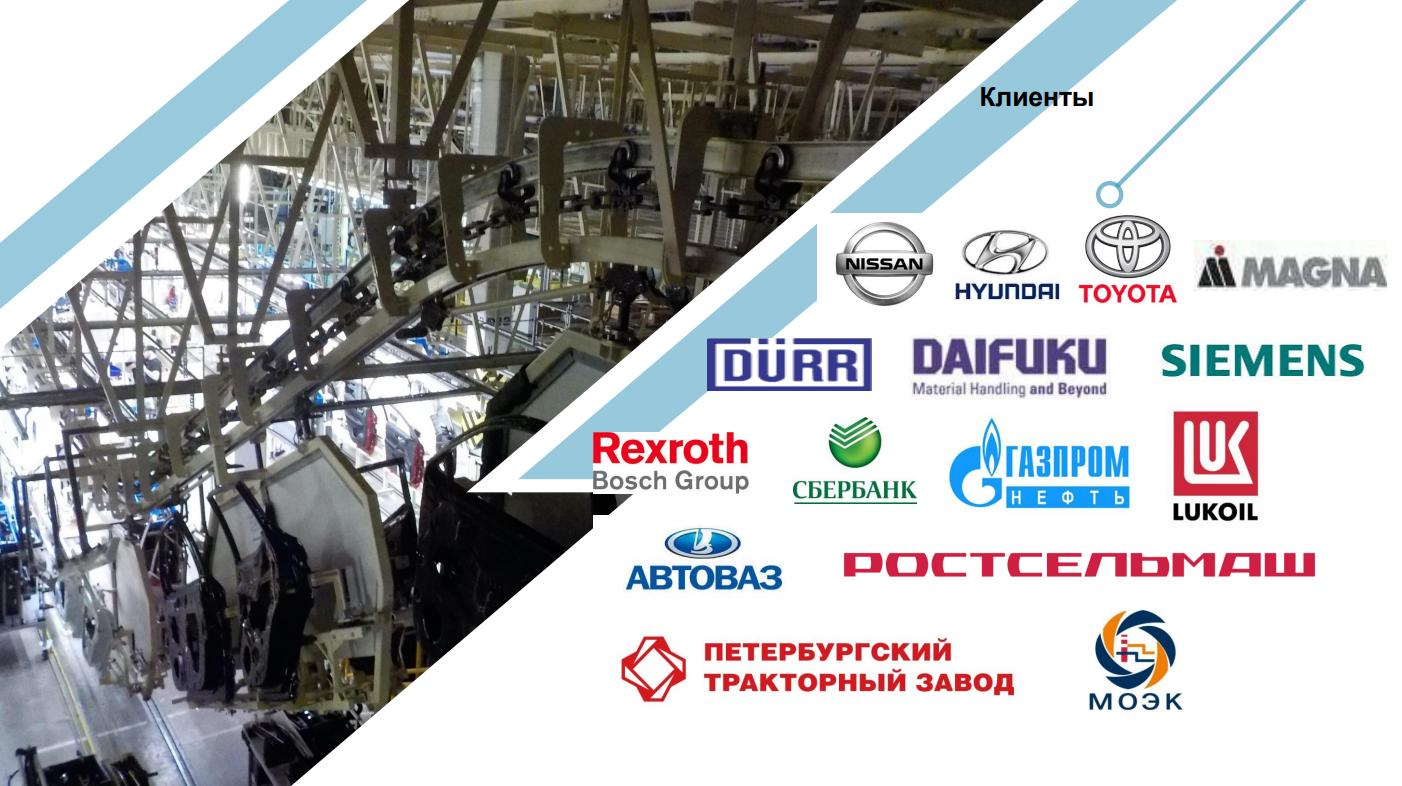 Клиенты
NISSAN
HYUNDAI
TOYOTA
MAGNA
DÜRR
DAIFUKU
Material Handling and Beyond
SIEMENS
Rexroth
Bosch Group
СБЕРБАНК
ГАЗПРОМ
НЕФТЬ
LUK
LUKOIL
АВТОВАЗ
РОСТСЕЛЬМАШ
ПЕТЕРБУРГСКИЙ
ТРАКТОРНЫЙ ЗАВОД
МОЭК